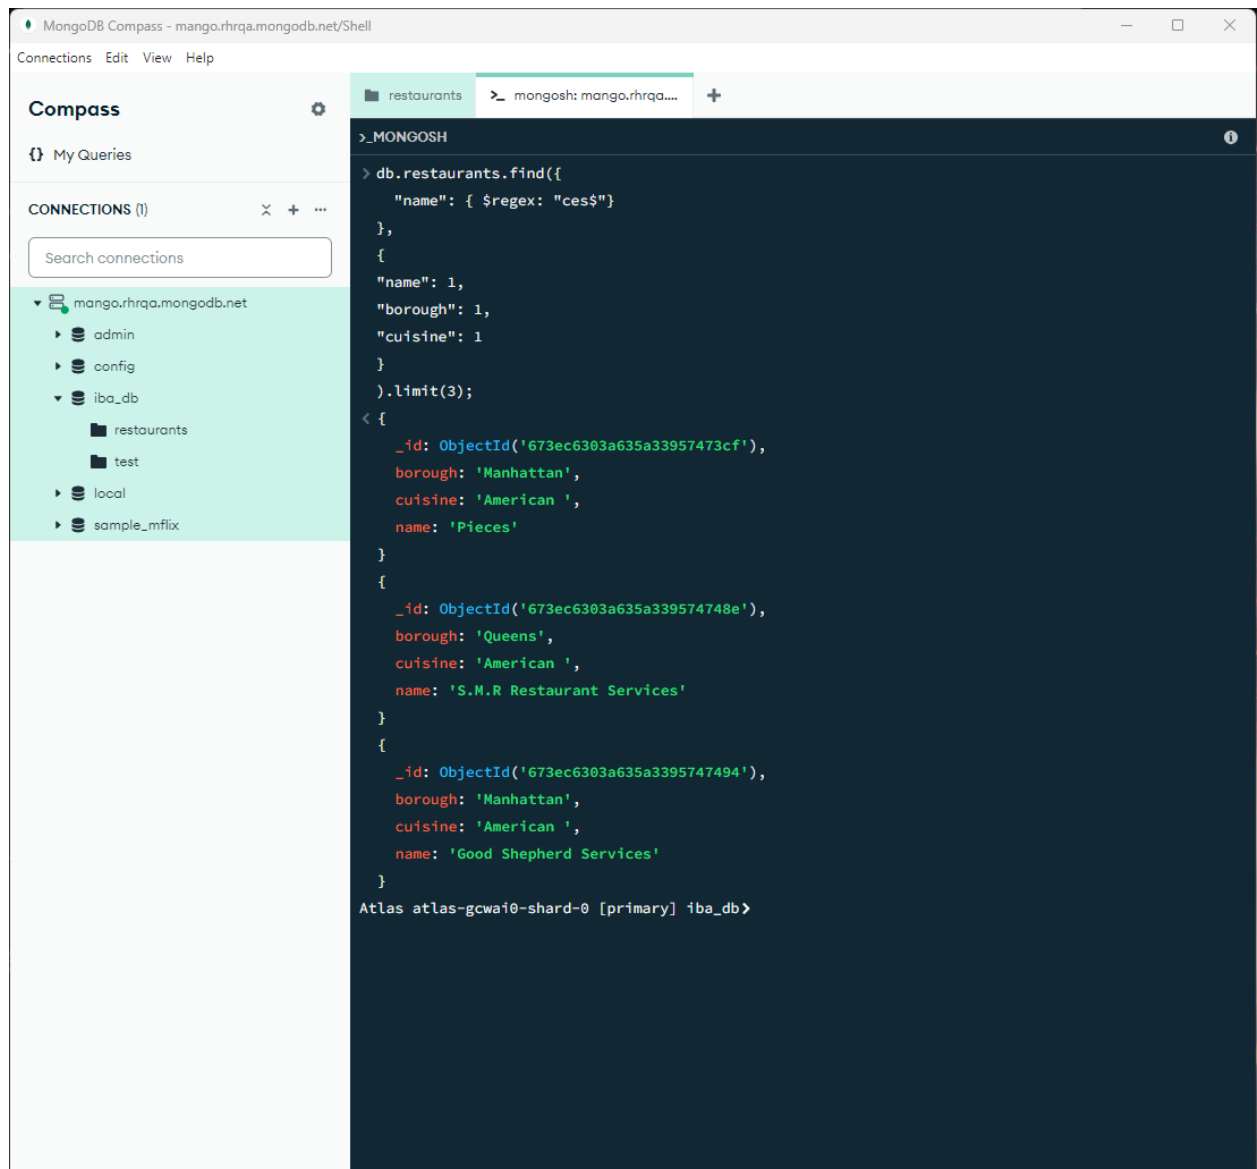 MongoDB Compass - mango.rhrqa.mongodb.net/Shell
Connections Edit View Help
Compass
{} My Queries
CONNECTIONS (1)
Search connections
mango.rhrqa.mongodb.net
admin
config
iba_db
restaurants
test
local
sample_mflix
restaurants
>_ mongosh: mango.rhrqa....
>_MONGOSH
> db.restaurants.find({
"name": { $regex: "ces$"}
},
{
"name": 1,
"borough": 1,
"cuisine": 1
}
).limit(3);
< {
_id: ObjectId('673ec6303a635a33957473cf'),
borough: 'Manhattan',
cuisine: 'American ',
name: 'Pieces'
}
{
_id: ObjectId('673ec6303a635a339574748e'),
borough: 'Queens',
cuisine: 'American ',
name: 'S.M.R Restaurant Services'
}
{
_id: ObjectId('673ec6303a635a3395747494'),
borough: 'Manhattan',
cuisine: 'American ',
name: 'Good Shepherd Services'
}
Atlas atlas-gcwai0-shard-0 [primary] iba_db>